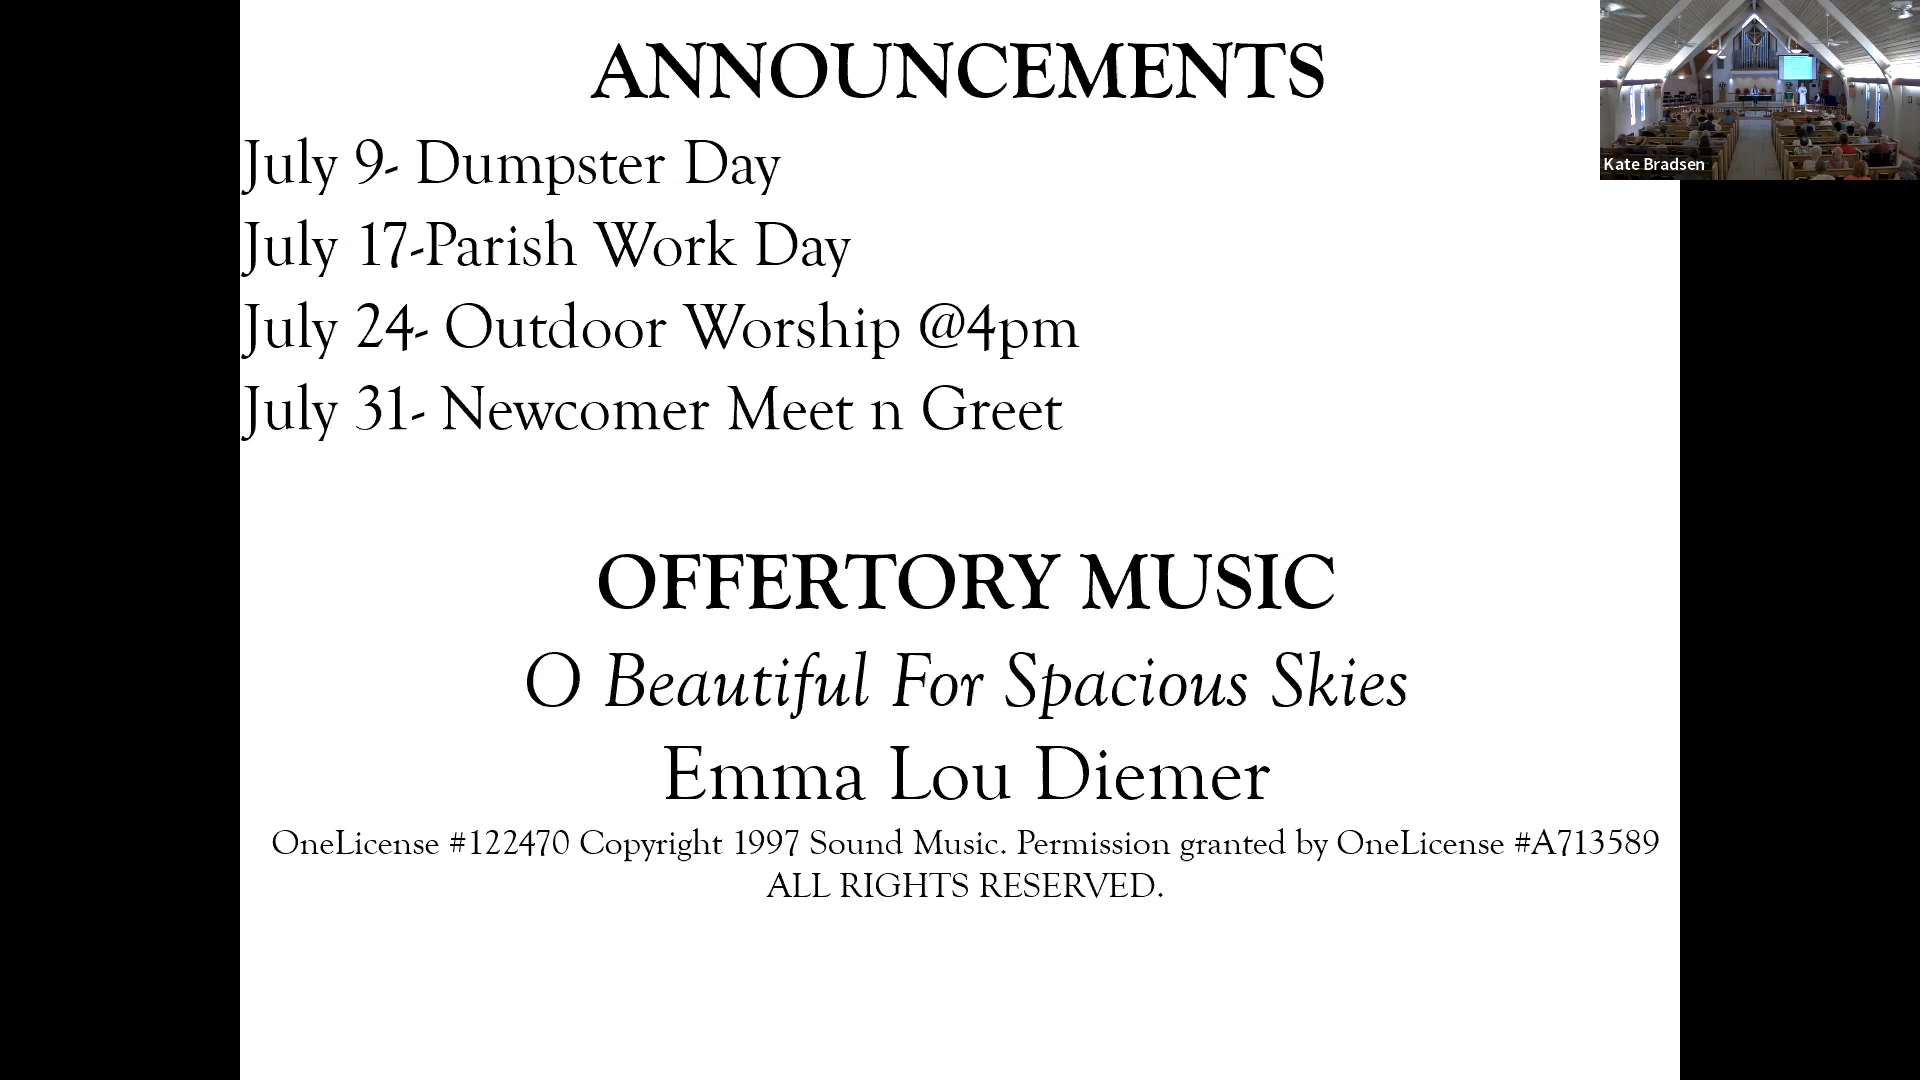 ANNOUNCEMENTS
July 9- Dumpster Day
July 17-Parish Work Day
July 24- Outdoor Worship @4pm
July 31- Newcomer Meet n Greet
OFFERTORY MUSIC
O Beautiful For Spacious Skies
Emma Lou Diemer
OneLicense #122470 Copyright 1997 Sound Music. Permission granted by OneLicense #A713589
ALL RIGHTS RESERVED.
Kate Bradsen